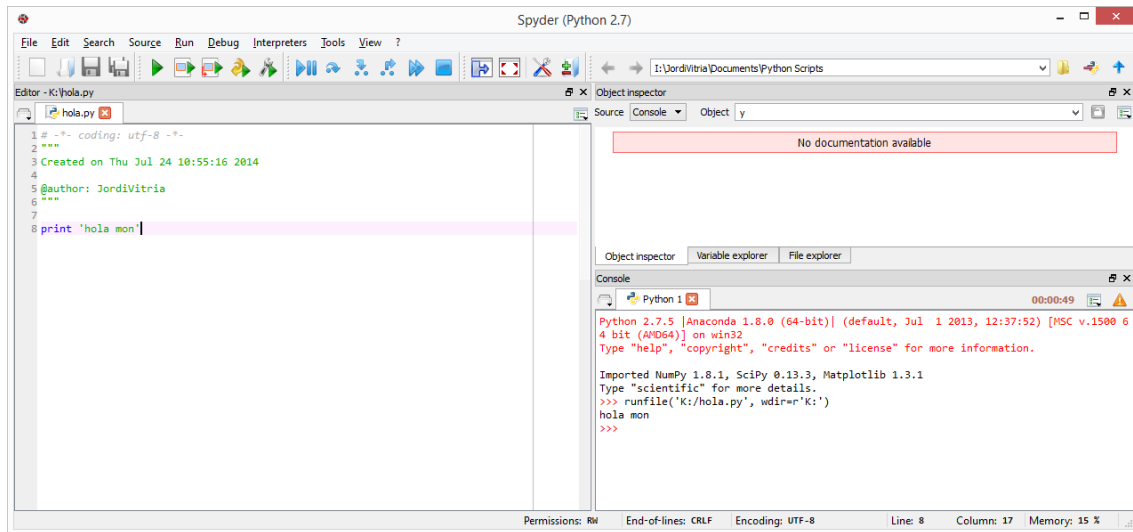 Spyder (Python 2.7)
File Edit Search Source Run Debug Interpreters Tools View ?
I:\JordiVitria\Documents\Python Scripts
Editor - K:\hola.py
hola.py
1 # -*- coding: utf-8 -*-
2 """
3 Created on Thu Jul 24 10:55:16 2014
4
5 @author: JordiVitria
6 """
7
8 print 'hola mon'
Object inspector
Source Console Object y
No documentation available
Object inspector Variable explorer File explorer
Console
Python 1 00:00:49
Python 2.7.5 |Anaconda 1.8.0 (64-bit)| (default, Jul  1 2013, 12:37:52) [MSC v.1500 6
4 bit (AMD64)] on win32
Type "help", "copyright", "credits" or "license" for more information.
Imported NumPy 1.8.1, SciPy 0.13.3, Matplotlib 1.3.1
Type "scientific" for more details.
>>> runfile('K:/hola.py', wdir=r'K:')
hola mon
>>>
Permissions: RW End-of-lines: CRLF Encoding: UTF-8 Line: 8 Column: 17 Memory: 15 %